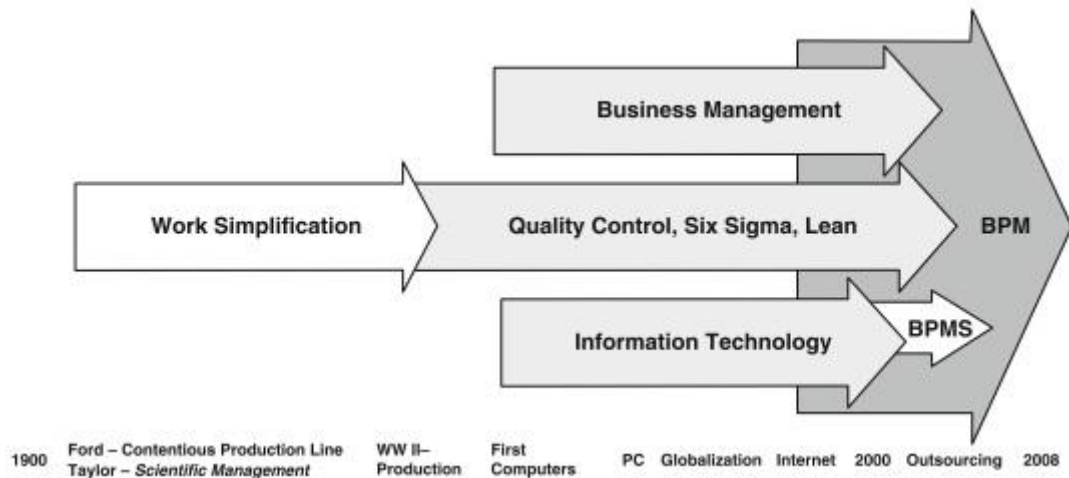 Business Management
Work Simplification
Quality Control, Six Sigma, Lean
BPM
Information Technology
BPMS
1900
Ford – Contentious Production Line
Taylor – Scientific Management
WW II–
Production
First
Computers
PC Globalization Internet 2000 Outsourcing 2008